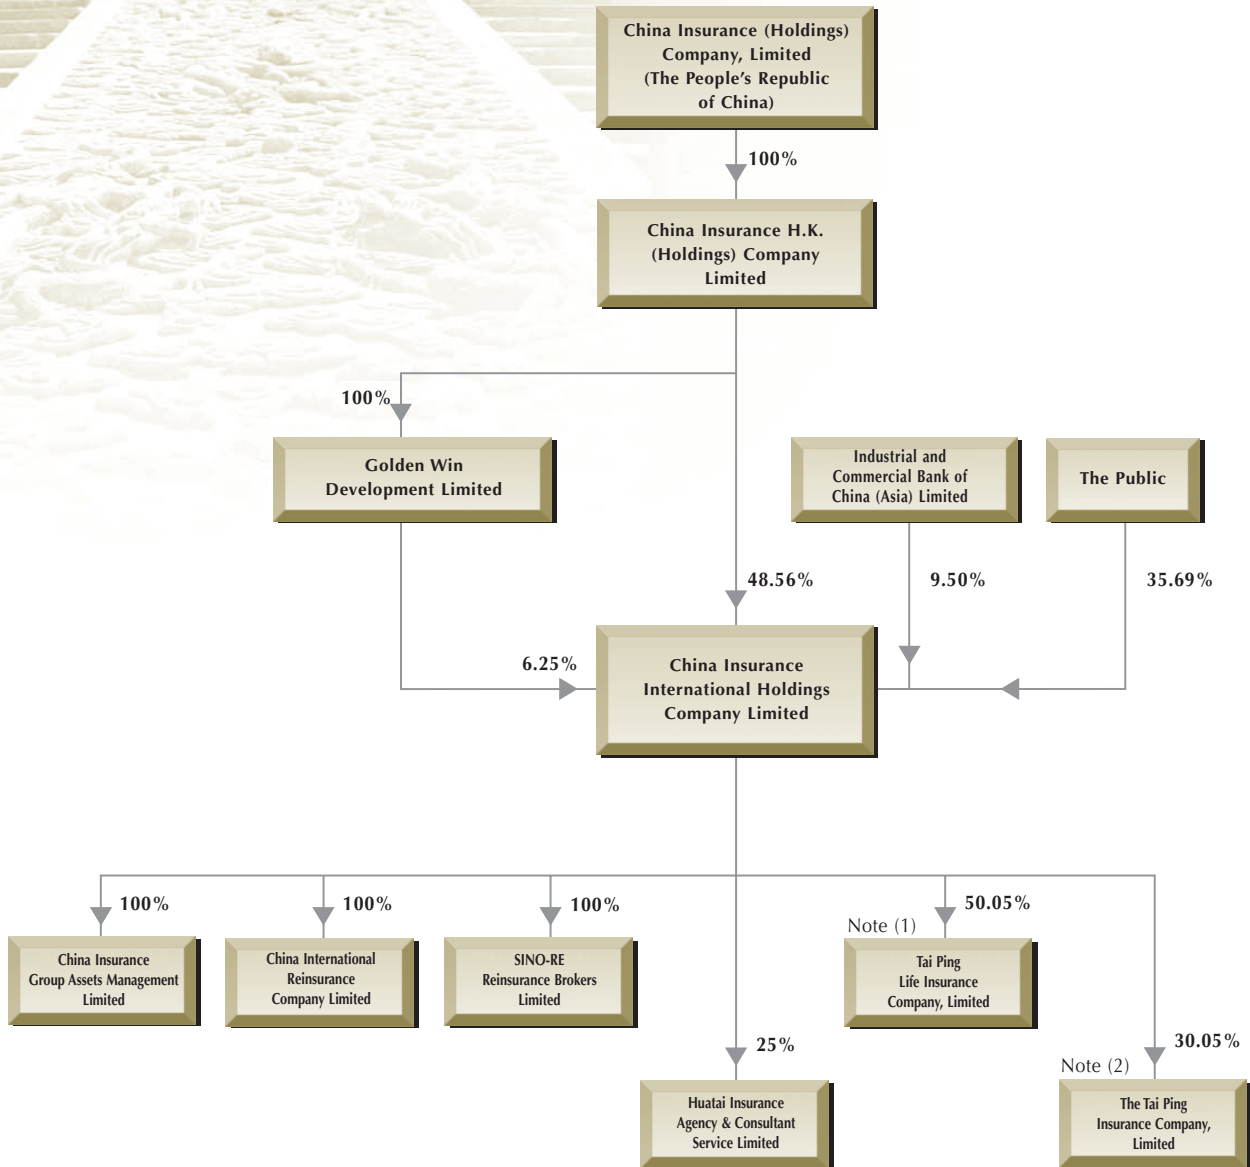 China Insurance (Holdings)
Company, Limited
(The People's Republic
of China)
100%
China Insurance H.K.
(Holdings) Company
Limited
100%
Golden Win
Development Limited
Industrial and
Commercial Bank of
China (Asia) Limited
The Public
48.56%
9.50%
35.69%
6.25%
China Insurance
International Holdings
Company Limited
100%
China Insurance
Group Assets Management
Limited
100%
China International
Reinsurance
Company Limited
100%
SINO-RE
Reinsurance Brokers
Limited
50.05%
Note (1)
Tai Ping
Life Insurance
Company, Limited
25%
Huatai Insurance
Agency & Consultant
Service Limited
30.05%
Note (2)
The Tai Ping
Insurance Company,
Limited